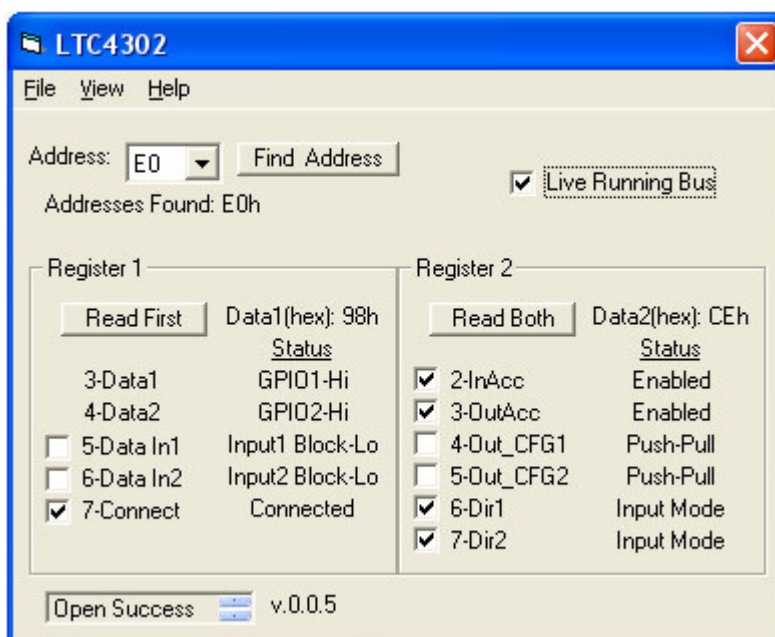 LTC4302
File View Help
Address: E0 Find Address
Live Running Bus
Addresses Found: E0h
Register 1
Read First Data1(hex): 98h
Status
3-Data1 GPIO1-Hi
4-Data2 GPIO2-Hi
5-Data In1 Input1 Block-Lo
6-Data In2 Input2 Block-Lo
7-Connect Connected
Register 2
Read Both Data2(hex): CEh
Status
2-InAcc Enabled
3-OutAcc Enabled
4-Out_CFG1 Push-Pull
5-Out_CFG2 Push-Pull
6-Dir1 Input Mode
7-Dir2 Input Mode
Open Success v.0.0.5